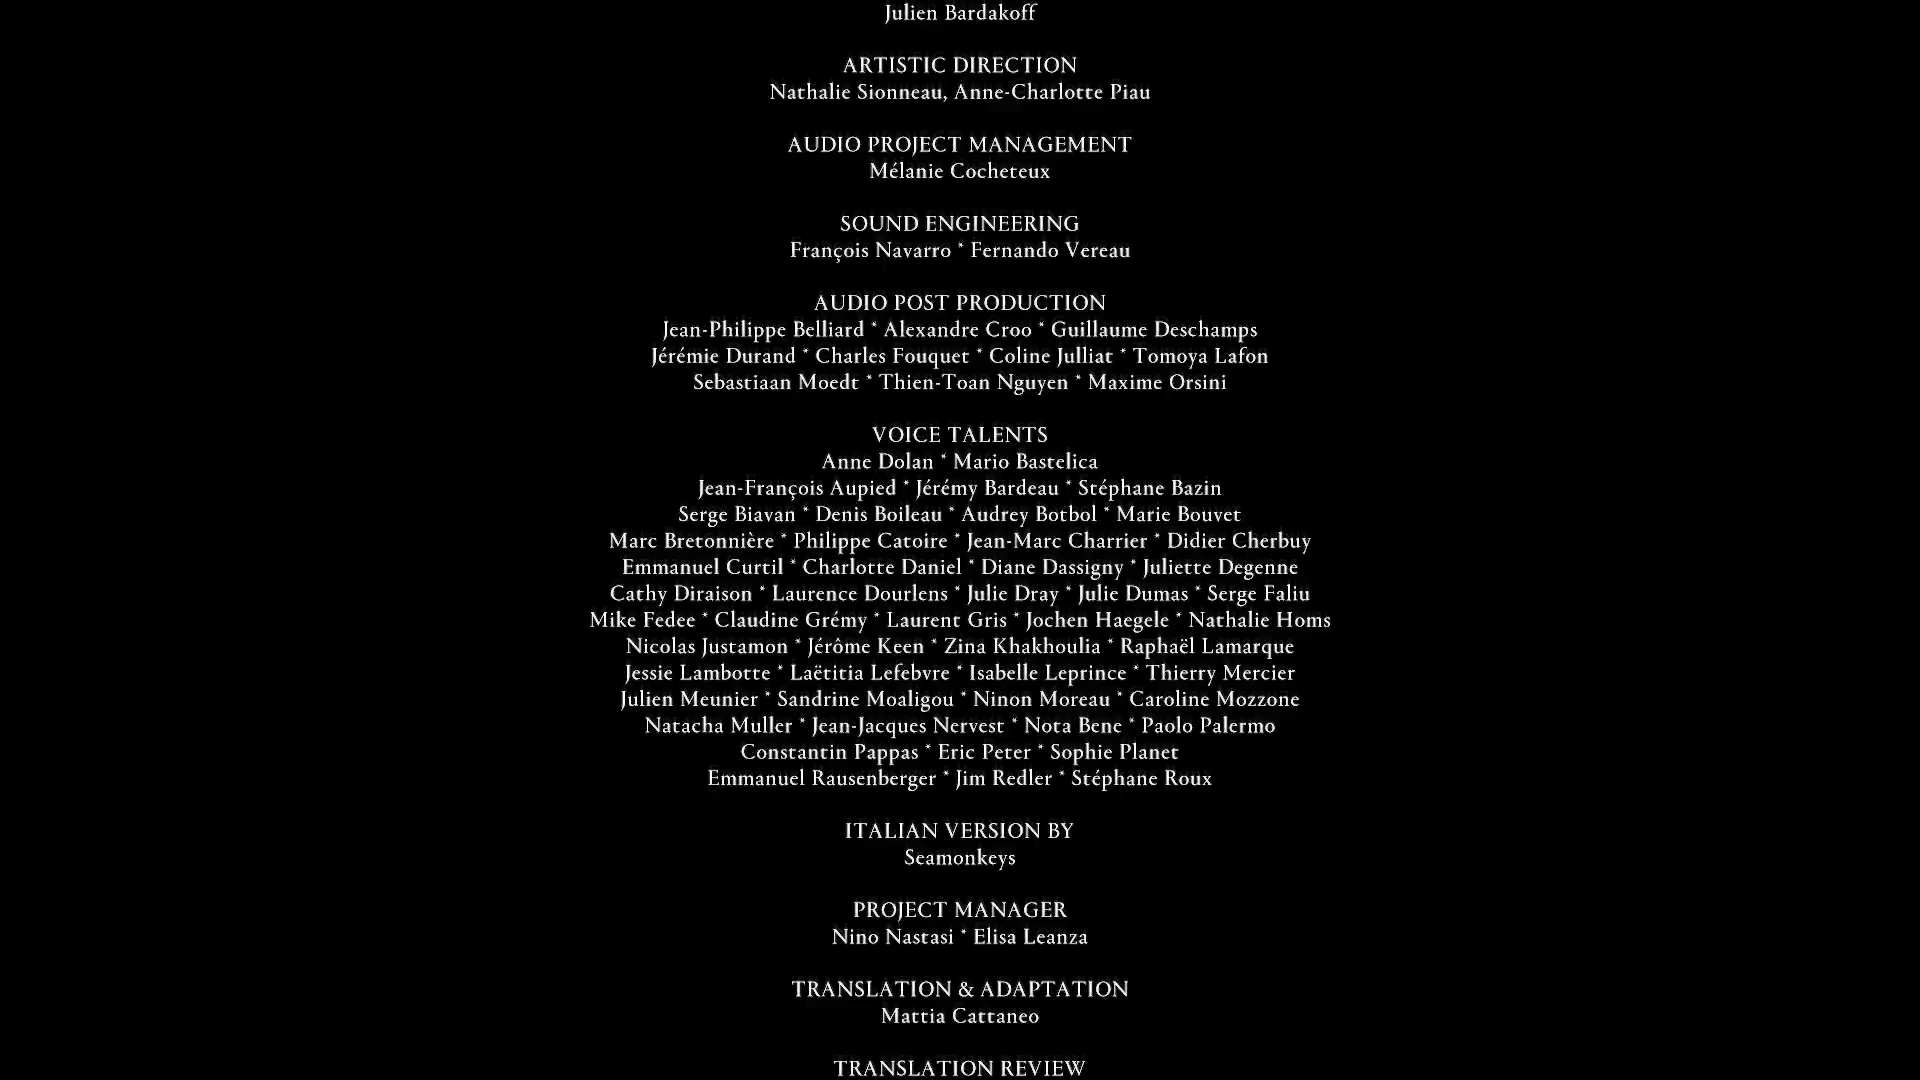 Julien Bardakoff
ARTISTIC DIRECTION
Nathalie Sionneau, Anne-Charlotte Piau
AUDIO PROJECT MANAGEMENT
Mélanie Cocheteux
SOUND ENGINEERING
François Navarro * Fernando Vereau
AUDIO POST PRODUCTION
Jean-Philippe Belliard * Alexandre Croo * Guillaume Deschamps
Jérémie Durand * Charles Fouquet * Coline Julliat * Tomoya Lafon
Sebastiaan Moedt * Thien-Toan Nguyen * Maxime Orsini
VOICE TALENTS
Anne Dolan * Mario Bastelica
Jean-François Aupied * Jérémy Bardeau * Stéphane Bazin
Serge Biavan * Denis Boileau * Audrey Botbol * Marie Bouvet
Marc Bretonnière * Philippe Catoire * Jean-Marc Charrier * Didier Cherbuy
Emmanuel Curtil * Charlotte Daniel * Diane Dassigny * Juliette Degenne
Cathy Diraison * Laurence Dourlens * Julie Dray * Julie Dumas * Serge Faliu
Mike Fedee * Claudine Grémy * Laurent Gris * Jochen Haegele * Nathalie Homs
Nicolas Justamon * Jérôme Keen * Zina Khakhoulia * Raphaël Lamarque
Jessie Lambotte * Laëtitia Lefebvre * Isabelle Leprince * Thierry Mercier
Julien Meunier * Sandrine Moaligou * Ninon Moreau * Caroline Mozzone
Natacha Muller * Jean-Jacques Nervest * Nota Bene * Paolo Palermo
Constantin Pappas * Eric Peter * Sophie Planet
Emmanuel Rausenberger * Jim Redler * Stéphane Roux
ITALIAN VERSION BY
Seamonkeys
PROJECT MANAGER
Nino Nastasi * Elisa Leanza
TRANSLATION & ADAPTATION
Mattia Cattaneo
TRANSLATION REVIEW